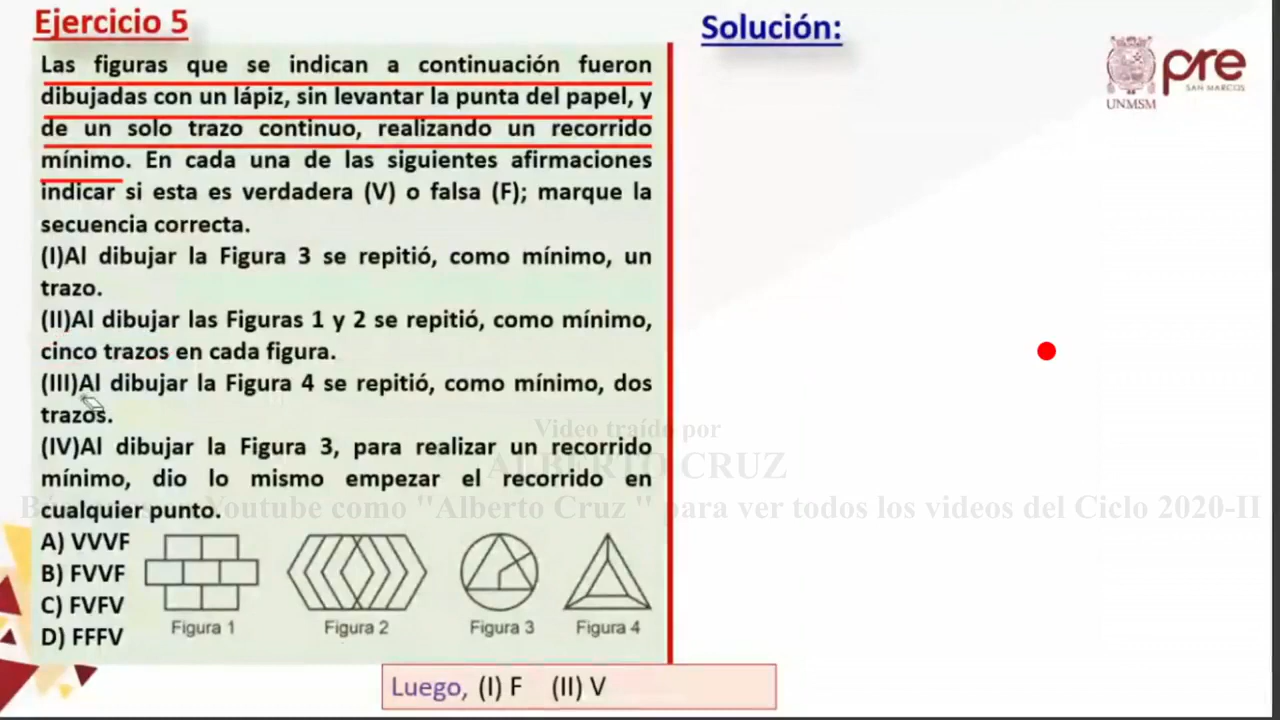 Ejercicio 5
Las figuras que se indican a continuación fueron
dibujadas con un lápiz, sin levantar la punta del papel, y
de un solo trazo continuo, realizando un recorrido
mínimo. En cada una de las siguientes afirmaciones
indicar si esta es verdadera (V) o falsa (F); marque la
secuencia correcta.
(I)Al dibujar la Figura 3 se repitió, como mínimo, un
trazo.
(II)Al dibujar las Figuras 1 y 2 se repitió, como mínimo,
cinco trazos en cada figura.
(III)Al dibujar la Figura 4 se repitió, como mínimo, dos
trazos.
(IV)Al dibujar la Figura 3, para realizar un recorrido
mínimo, dio lo mismo empezar el recorrido en
cualquier punto.
A) VVVF
B) FVVF
C) FVFV
D) FFFV
Figura 1
Figura 2
Figura 3
Figura 4
Solución:
UNMSM
pre
SAN MARCOS
Video traído por
ALBERTO CRUZ
Youtube como "Alberto Cruz " para ver todos los videos del Ciclo 2020-II
Luego, (I) F (II) V